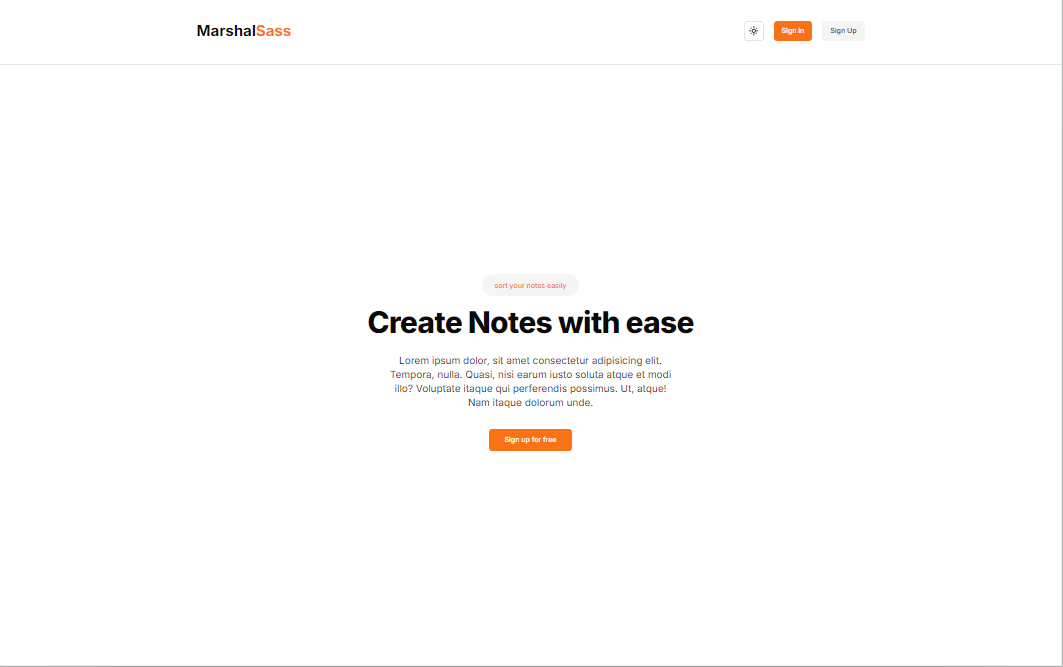 MarshalSass
Sign in
Sign Up
sort your notes easily
Create Notes with ease
Lorem ipsum dolor, sit amet consectetur adipisicing elit.
Tempora, nulla. Quasi, nisi earum iusto soluta atque et modi
illo? Voluptate itaque qui perferendis possimus. Ut, atque!
Nam itaque dolorum unde.
Sign up for free